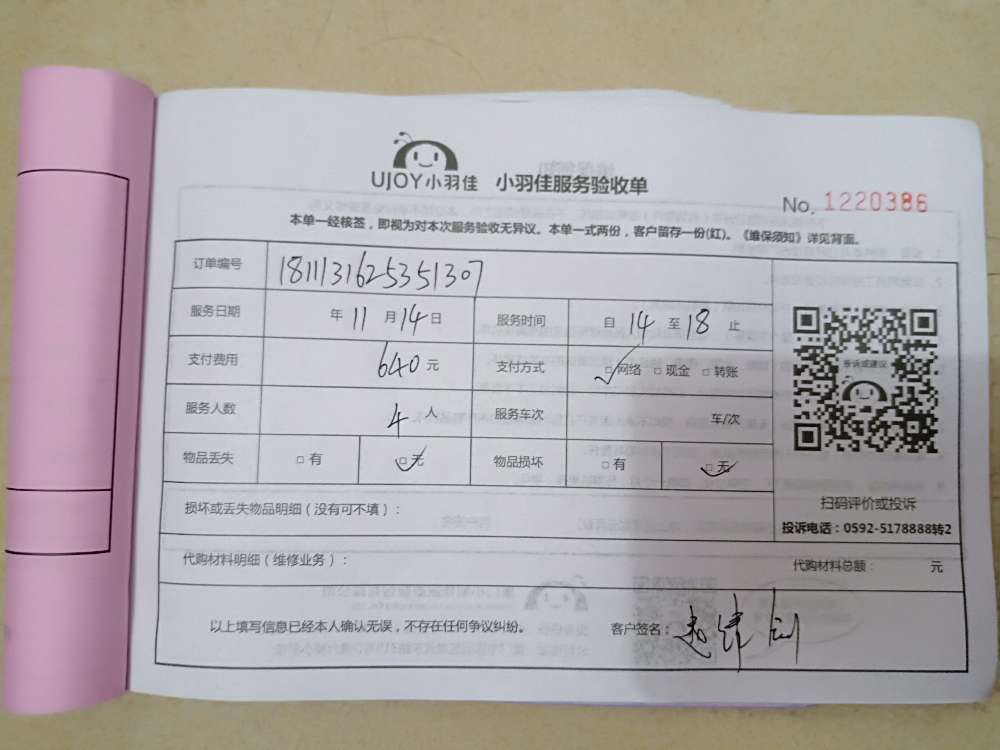 UJOY小羽佳 小羽佳服务验收单
No. 1220386
本单一经核签，即视为对本次服务验收无异议。本单一式两份，客户留存一份(红)。《维保须知》详见背面。
订单编号 1811131625351307
服务日期 年 11 月 14 日 服务时间 自 14 至 18 止
支付费用 640 元 支付方式 □网络 □现金 □转账
投诉或建议
服务人数 4 人 服务车次 车/次
物品丢失 □有 □无 物品损坏 □有 □无
扫码评价或投诉
损坏或丢失物品明细（没有可不填）：
投诉电话：0592-5178888转2
代购材料明细（维修业务）： 代购材料总额： 元
以上填写信息已经本人确认无误，不存在任何争议纠纷。 客户签名：